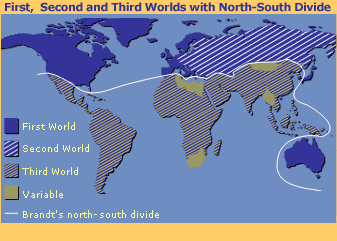 First, Second and Third Worlds with North-South Divide
First World
Second World
Third World
Variable
Brandt's north-south divide